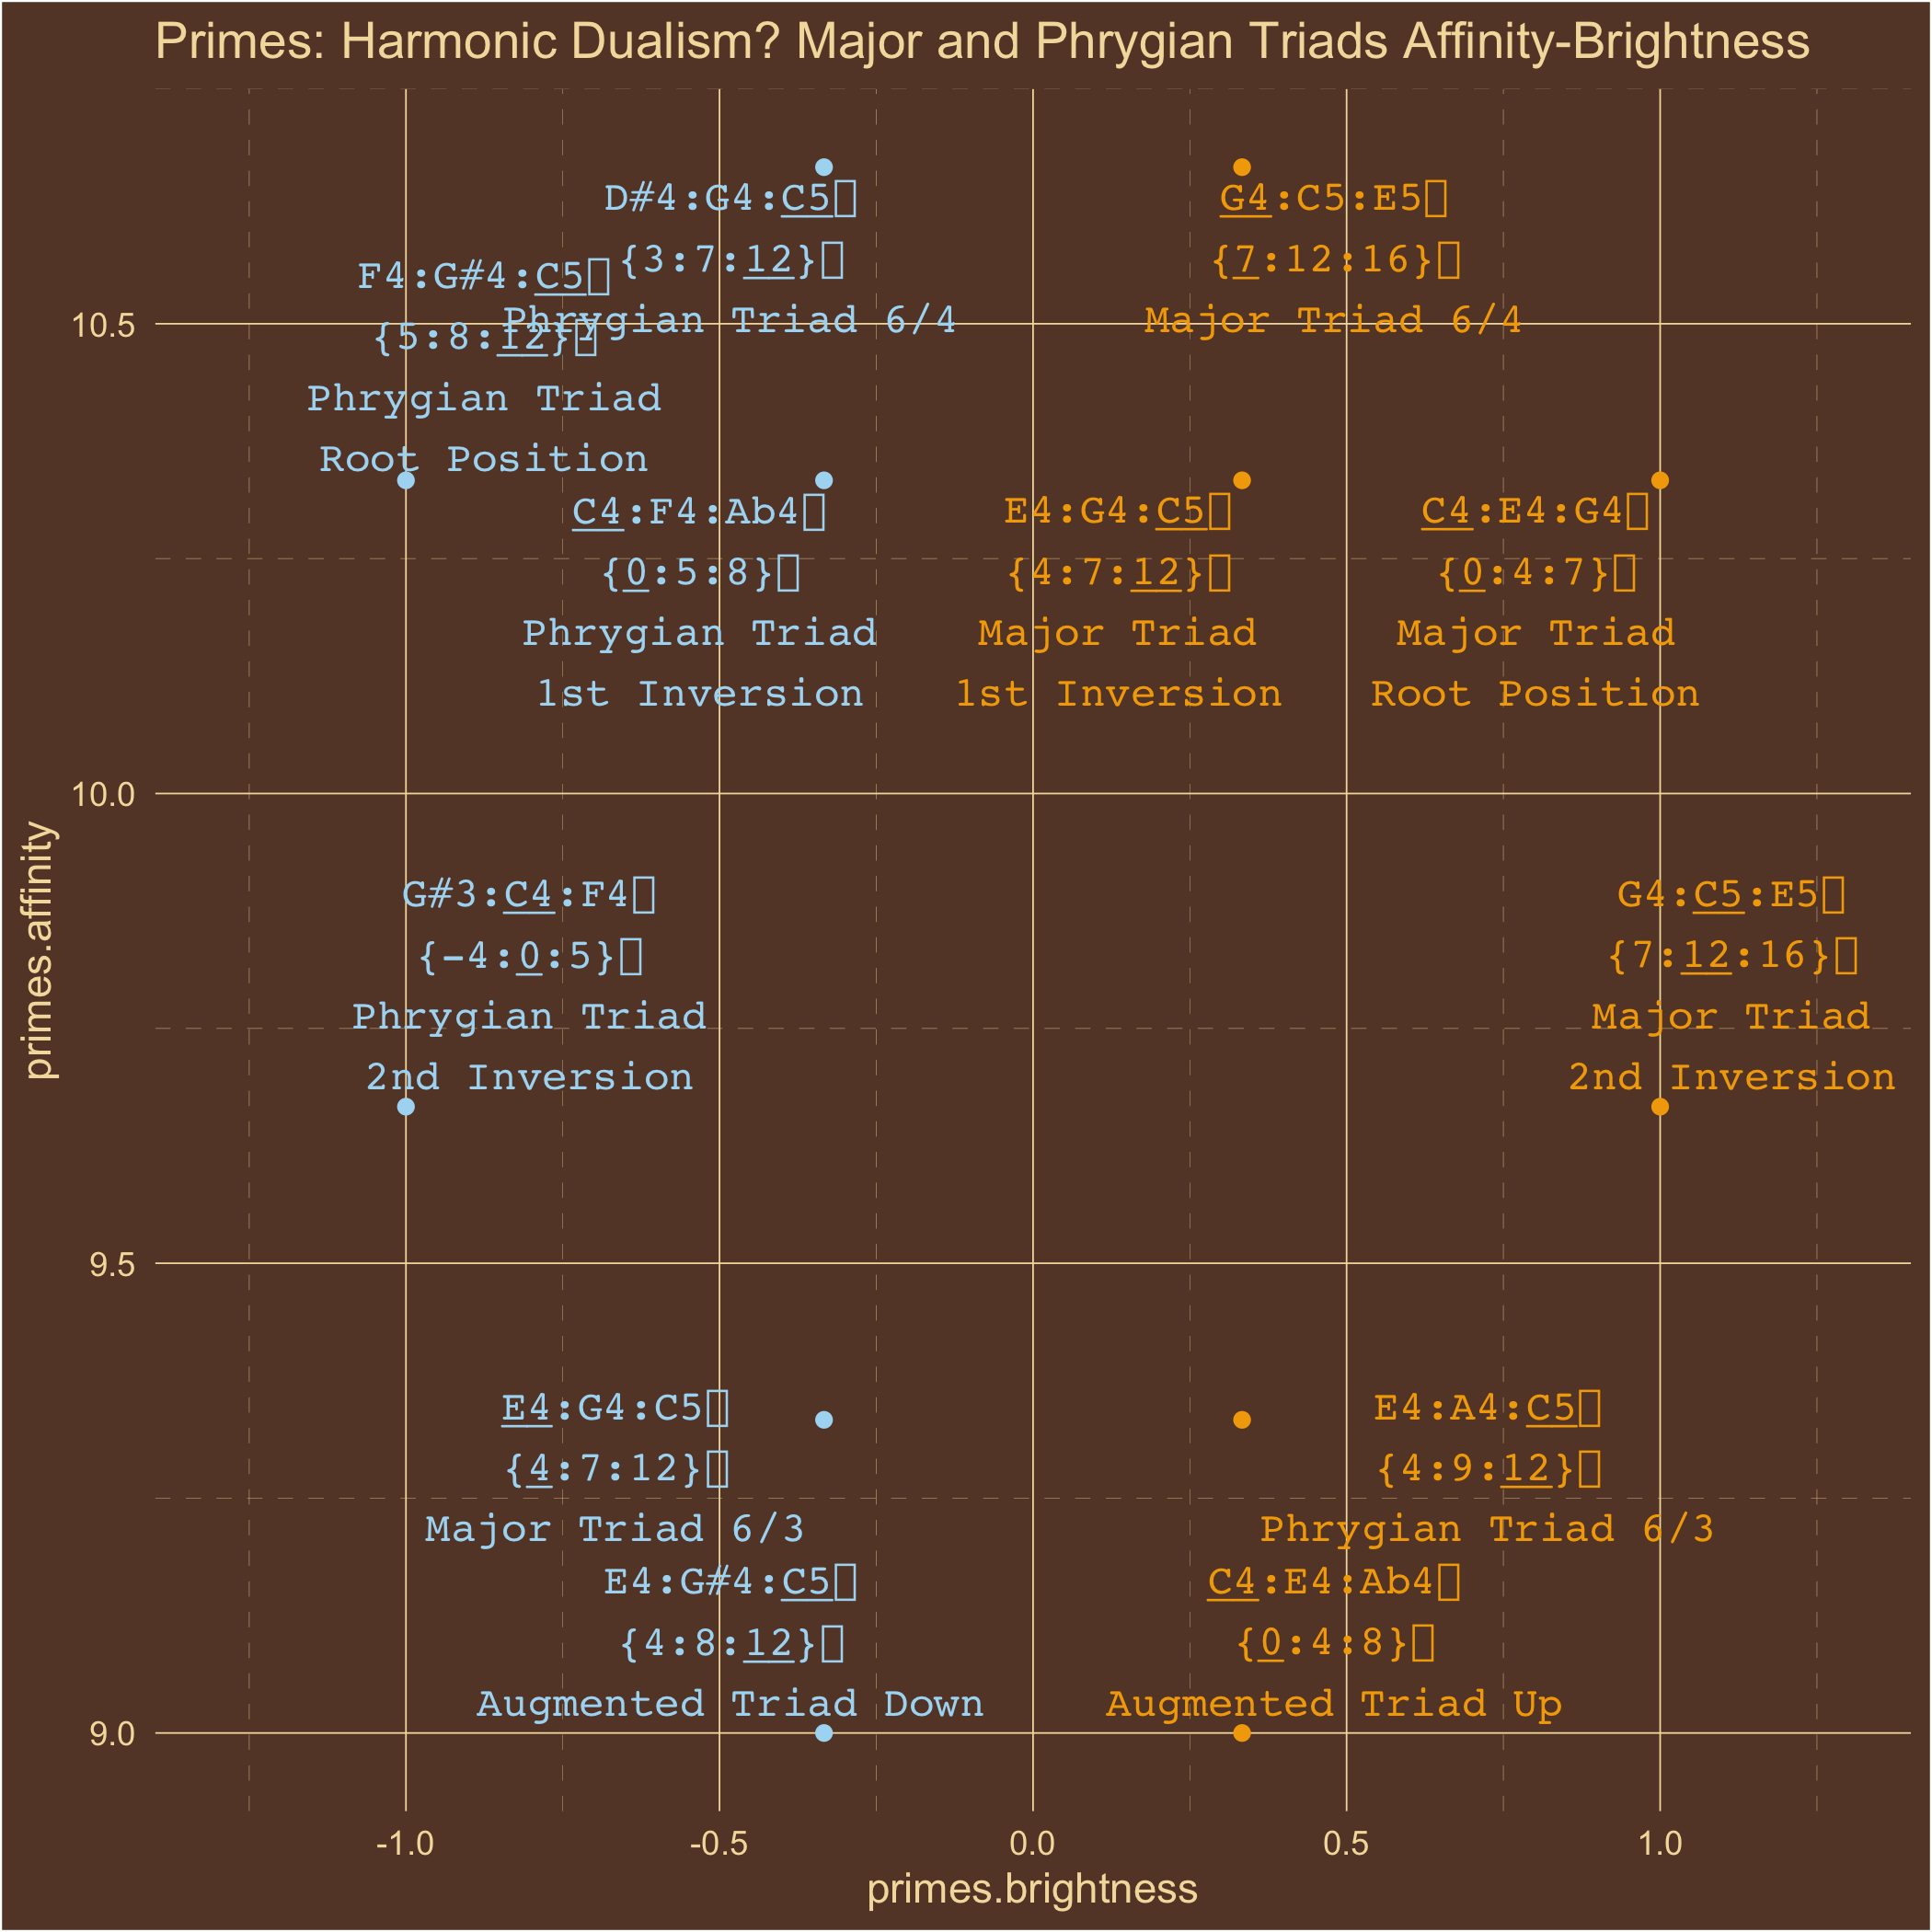 Primes: Harmonic Dualism? Major and Phrygian Triads Affinity-Brightness
D#4:G4:C5
{3:7:12}
Phrygian Triad 6/4
G4:C5:E5
{7:12:16}
Major Triad 6/4
F4:G#4:C5
{5:8:12}
Phrygian Triad
Root Position
C4:F4:Ab4
{0:5:8}
Phrygian Triad
1st Inversion
E4:G4:C5
{4:7:12}
Major Triad
1st Inversion
C4:E4:G4
{0:4:7}
Major Triad
Root Position
G#3:C4:F4
{-4:0:5}
Phrygian Triad
2nd Inversion
G4:C5:E5
{7:12:16}
Major Triad
2nd Inversion
E4:G4:C5
{4:7:12}
Major Triad 6/3
E4:A4:C5
{4:9:12}
Phrygian Triad 6/3
E4:G#4:C5
{4:8:12}
Augmented Triad Down
C4:E4:Ab4
{0:4:8}
Augmented Triad Up
10.5
10.0
9.5
9.0
primes.affinity
-1.0
-0.5
0.0
0.5
1.0
primes.brightness